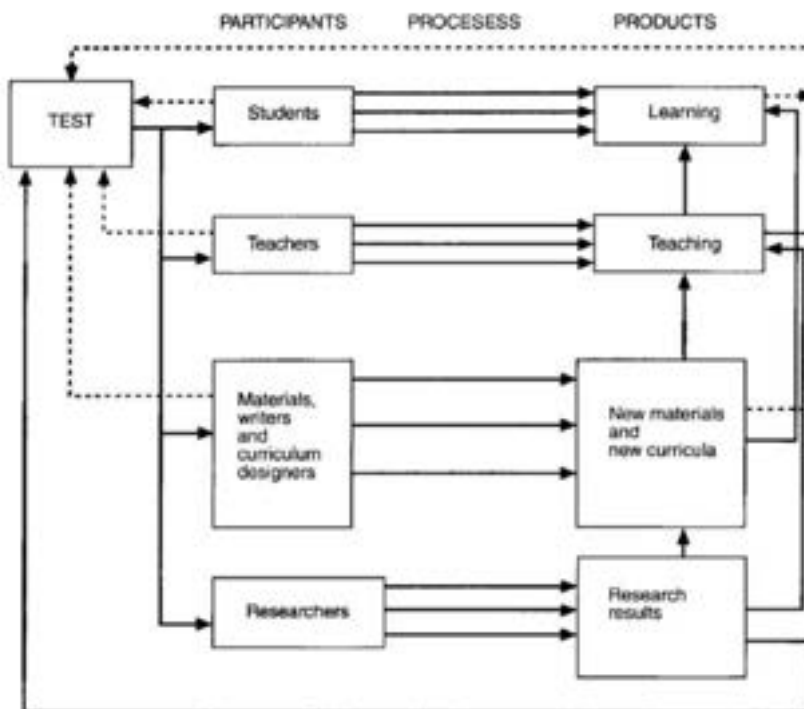 PARTICIPANTS PROCESESS PRODUCTS
TEST
Students
Learning
Teachers
Teaching
Materials,
writers
and
curriculum
designers
New materials
and
new curricula
Researchers
Research
results